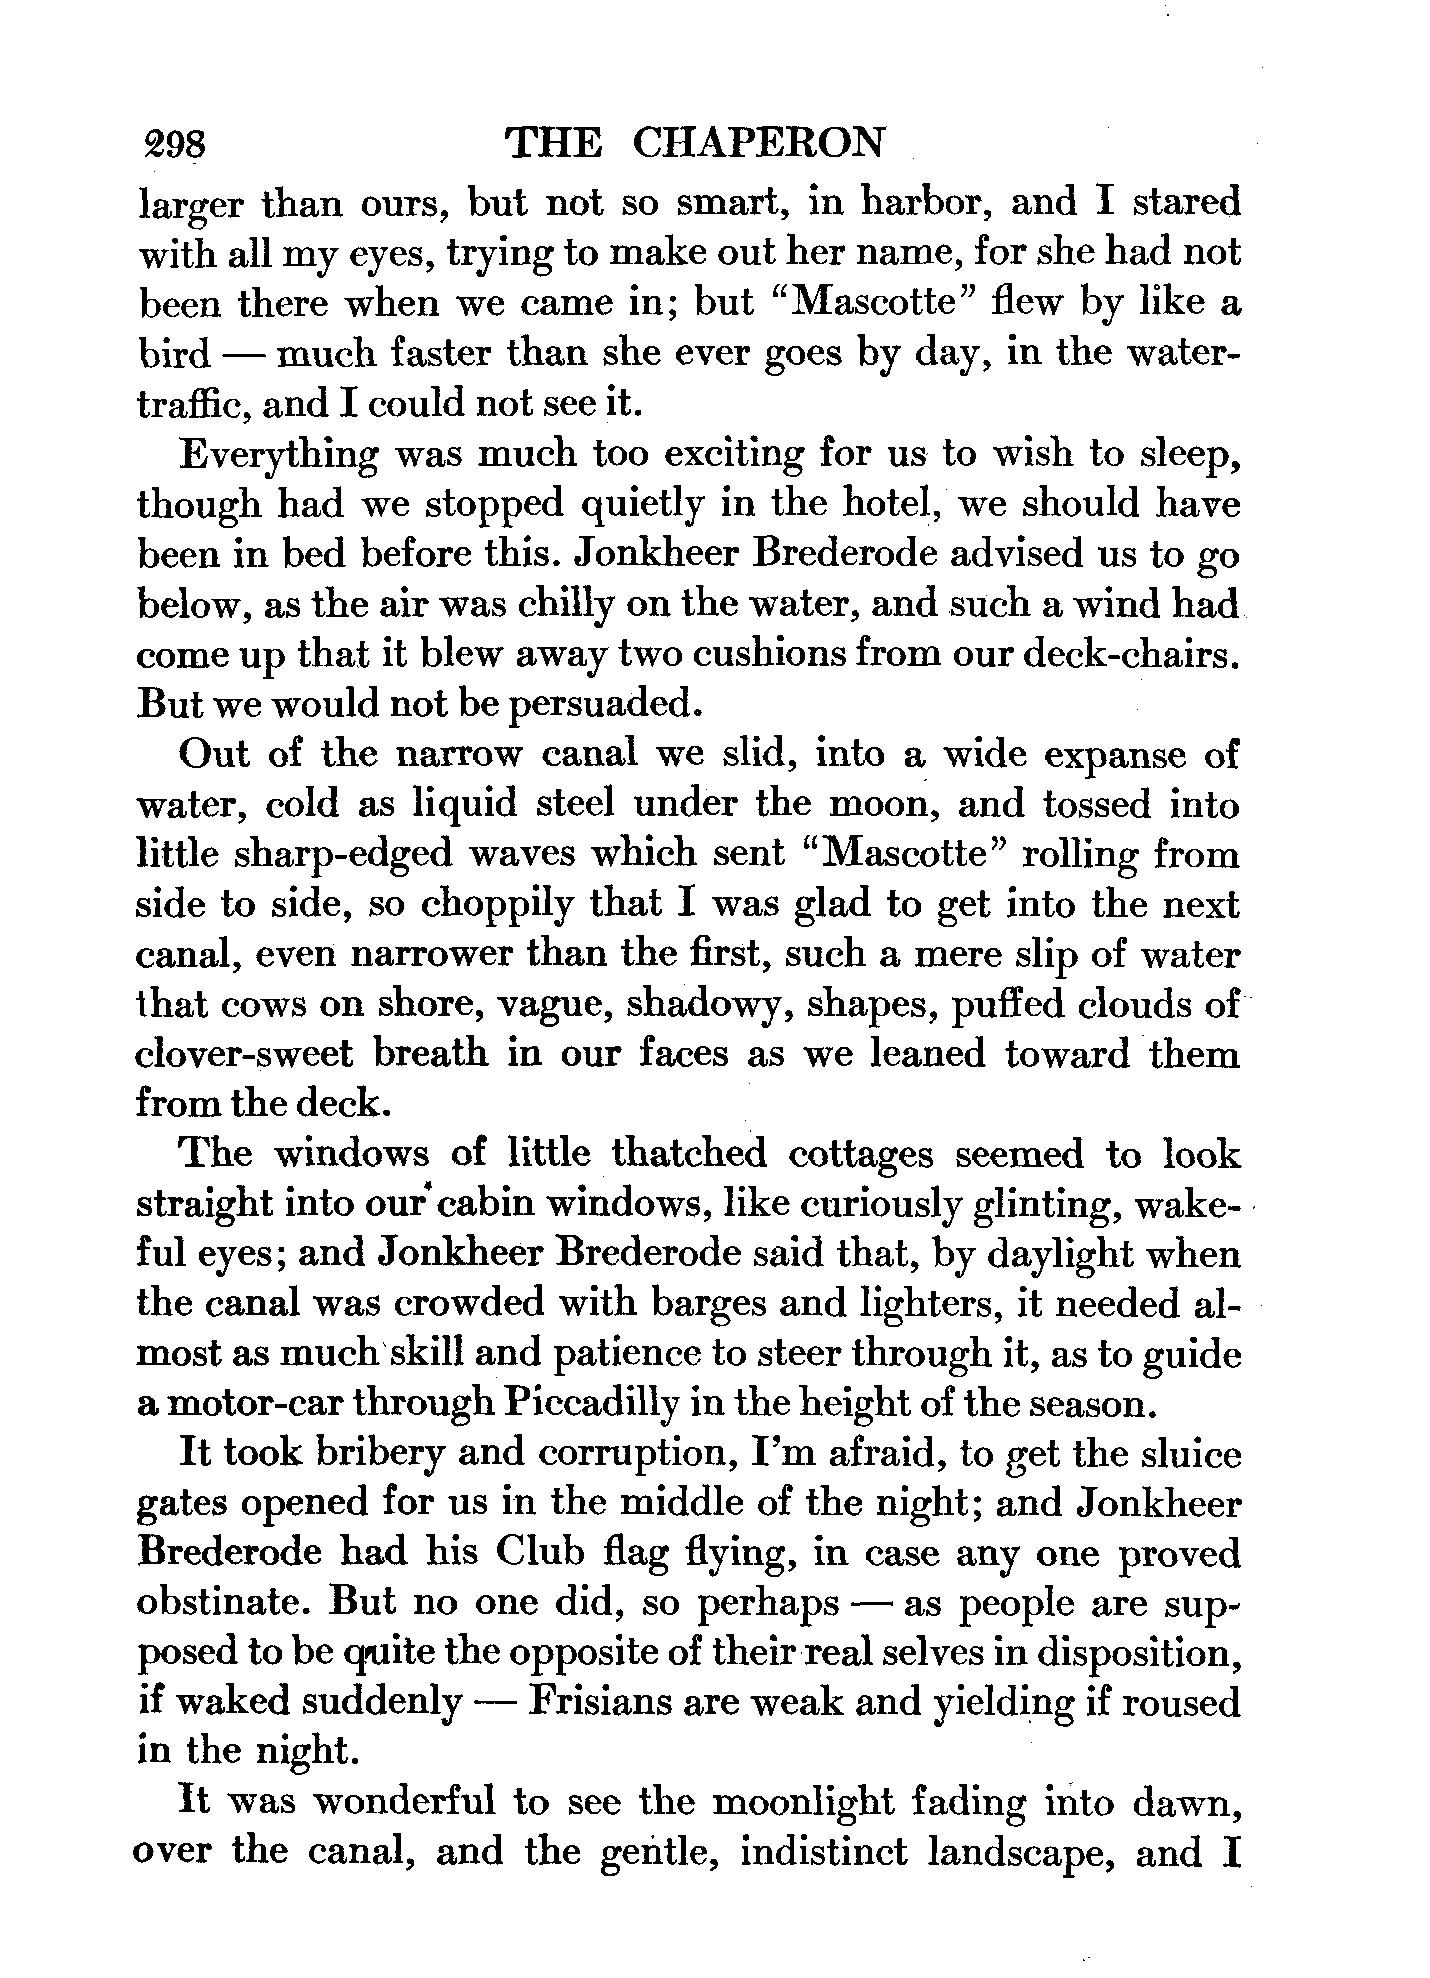 298 THE CHAPERON
larger than ours, but not so smart, in harbor, and I stared
with all my eyes, trying to make out her name, for she had not
been there when we came in; but “Mascotte” flew by like a
bird — much faster than she ever goes by day, in the water-
traffic, and I could not see it.
Everything was much too exciting for us to wish to sleep,
though had we stopped quietly in the hotel, we should have
been in bed before this. Jonkheer Brederode advised us to go
below, as the air was chilly on the water, and such a wind had
come up that it blew away two cushions from our deck-chairs.
But we would not be persuaded.
Out of the narrow canal we slid, into a wide expanse of
water, cold as liquid steel under the moon, and tossed into
little sharp-edged waves which sent “Mascotte” rolling from
side to side, so choppily that I was glad to get into the next
canal, even narrower than the first, such a mere slip of water
that cows on shore, vague, shadowy, shapes, puffed clouds of
clover-sweet breath in our faces as we leaned toward them
from the deck.
The windows of little thatched cottages seemed to look
straight into our cabin windows, like curiously glinting, wake-
ful eyes; and Jonkheer Brederode said that, by daylight when
the canal was crowded with barges and lighters, it needed al-
most as much skill and patience to steer through it, as to guide
a motor-car through Piccadilly in the height of the season.
It took bribery and corruption, I’m afraid, to get the sluice
gates opened for us in the middle of the night; and Jonkheer
Brederode had his Club flag flying, in case any one proved
obstinate. But no one did, so perhaps — as people are sup-
posed to be quite the opposite of their real selves in disposition,
if waked suddenly — Frisians are weak and yielding if roused
in the night.
It was wonderful to see the moonlight fading into dawn,
over the canal, and the gentle, indistinct landscape, and I